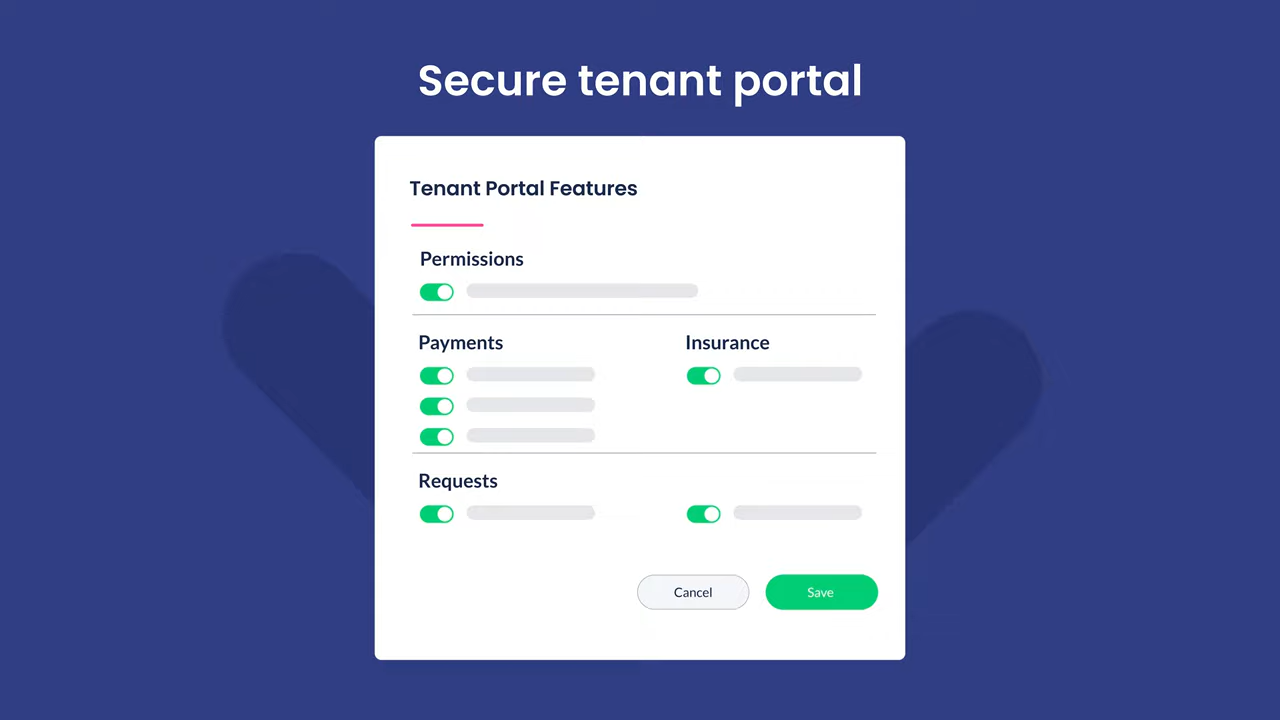 Secure tenant portal
Tenant Portal Features
Permissions
Payments
Insurance
Requests
Cancel
Save